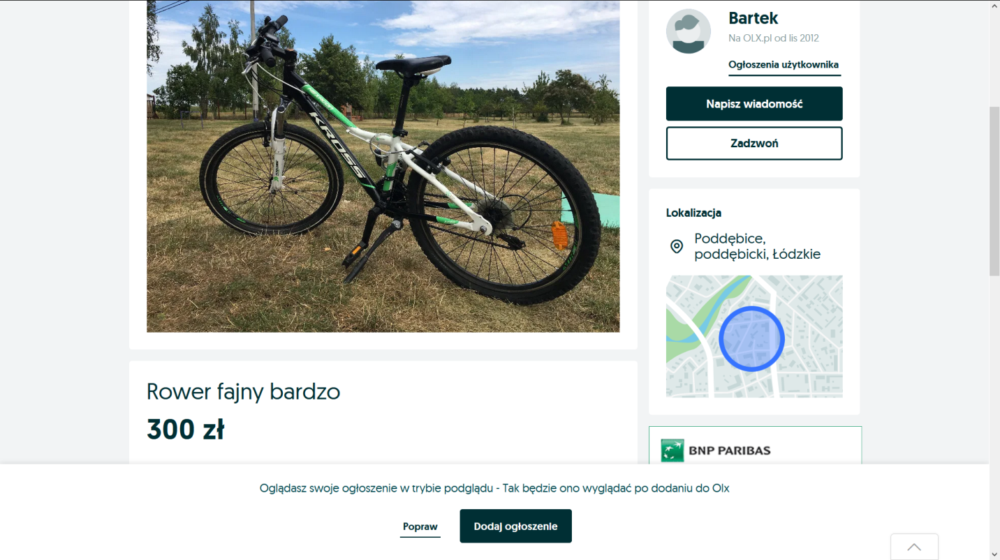 KROSS
Bartek
Na OLX.pl od lis 2012
Ogłoszenia użytkownika
Napisz wiadomość
Zadzwoń
Lokalizacja
Poddębice,
poddębicki, Łódzkie
Rower fajny bardzo
300 zł
BNP PARIBAS
Oglądasz swoje ogłoszenie w trybie podglądu - Tak będzie ono wyglądać po dodaniu do Olx
Popraw
Dodaj ogłoszenie